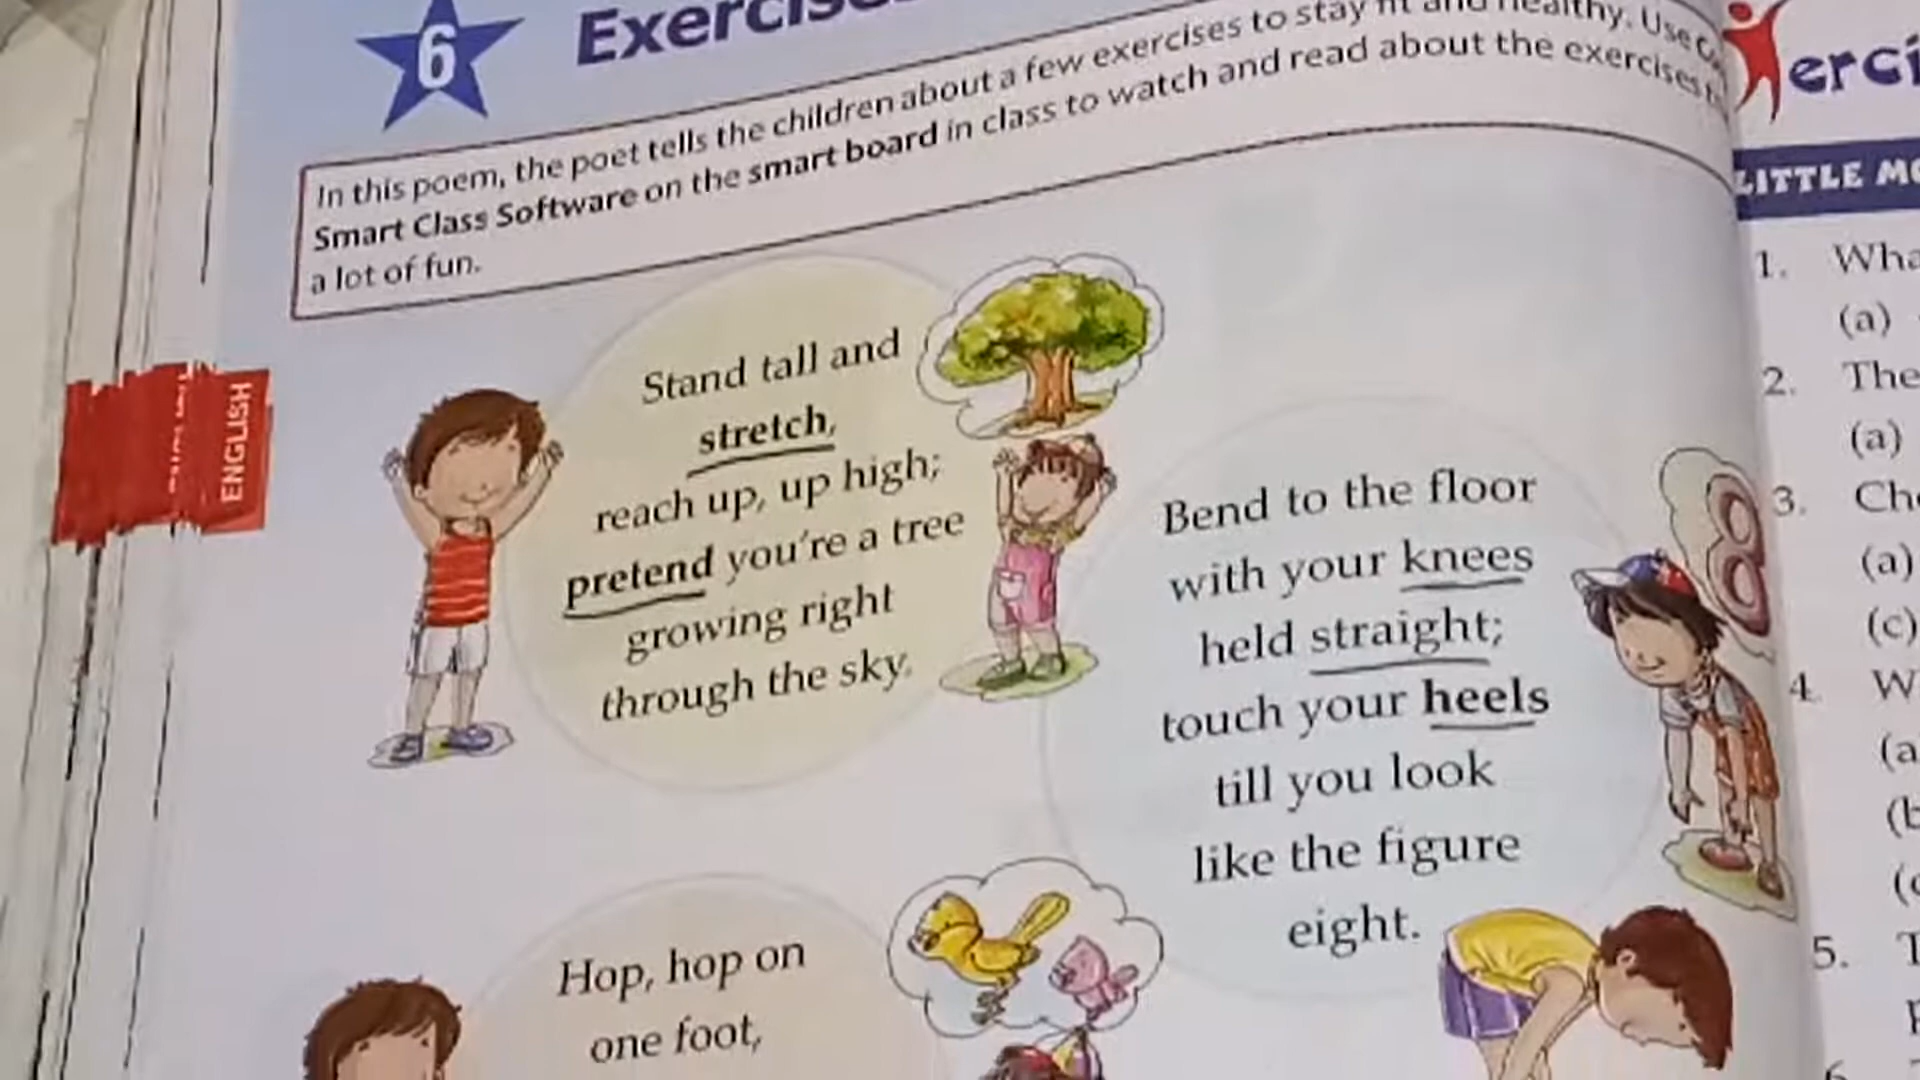 6
In this poem, the poet tells the children about a few exercises to stay fit and healthy. Use
Smart Class Software on the smart board in class to watch and read about the exercises
a lot of fun.
ENGLISH
Stand tall and
stretch,
reach up, up high;
pretend you're a tree
growing right
through the sky.
Bend to the floor
with your knees
held straight;
touch your heels
till you look
like the figure
eight.
8
Hop, hop on
one foot,
LITTLE
1.
(a)
2. The
(a)
3.
(a)
(c)
4.
5.